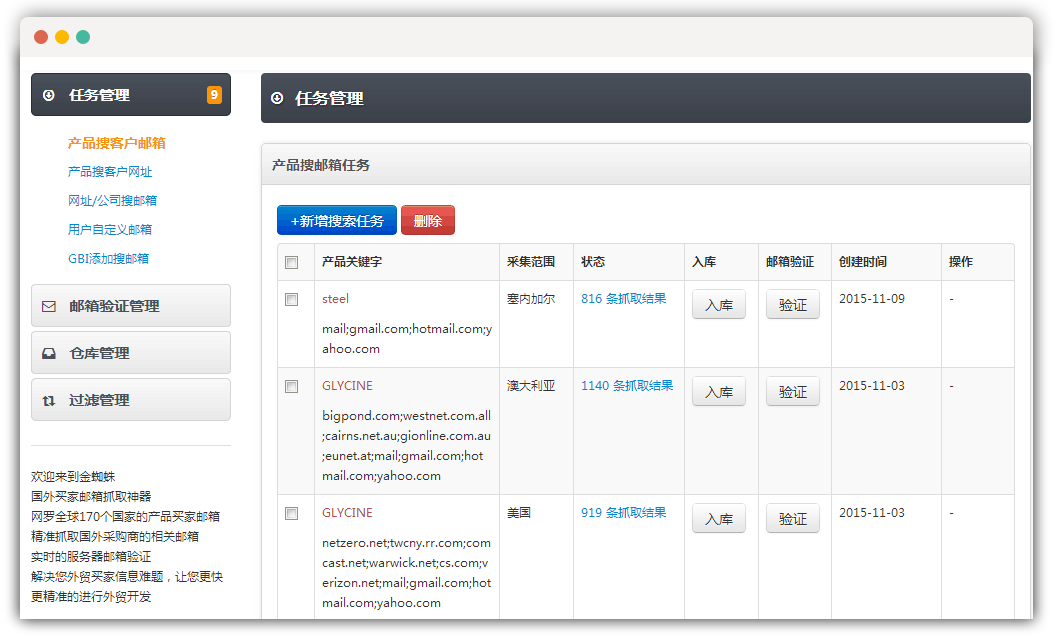 任务管理 9
产品搜客户邮箱
产品搜客户网址
网址/公司搜邮箱
用户自定义邮箱
GBI添加搜邮箱
邮箱验证管理
仓库管理
过滤管理
欢迎来到金蜘蛛
国外买家邮箱抓取神器
网罗全球170个国家的产品买家邮箱
精准抓取国外采购商的相关邮箱
实时的服务器邮箱验证
解决您外贸买家信息难题，让您更快
更精准的进行外贸开发
任务管理
产品搜邮箱任务
+新增搜索任务 删除
产品关键字 采集范围 状态 入库 邮箱验证 创建时间 操作
steel 塞内加尔 816 条抓取结果 入库 验证 2015-11-09 -
mail;gmail.com;hotmail.com;y
ahoo.com
GLYCINE 澳大利亚 1140 条抓取结果 入库 验证 2015-11-03 -
bigpond.com;westnet.com.all
;cairns.net.au;gionline.com.au
;eunet.at;mail;gmail.com;hot
mail.com;yahoo.com
GLYCINE 美国 919 条抓取结果 入库 验证 2015-11-03 -
netzero.net;twcny.rr.com;com
cast.net;warwick.net;cs.com;v
erizon.net;mail;gmail.com;hot
mail.com;yahoo.com